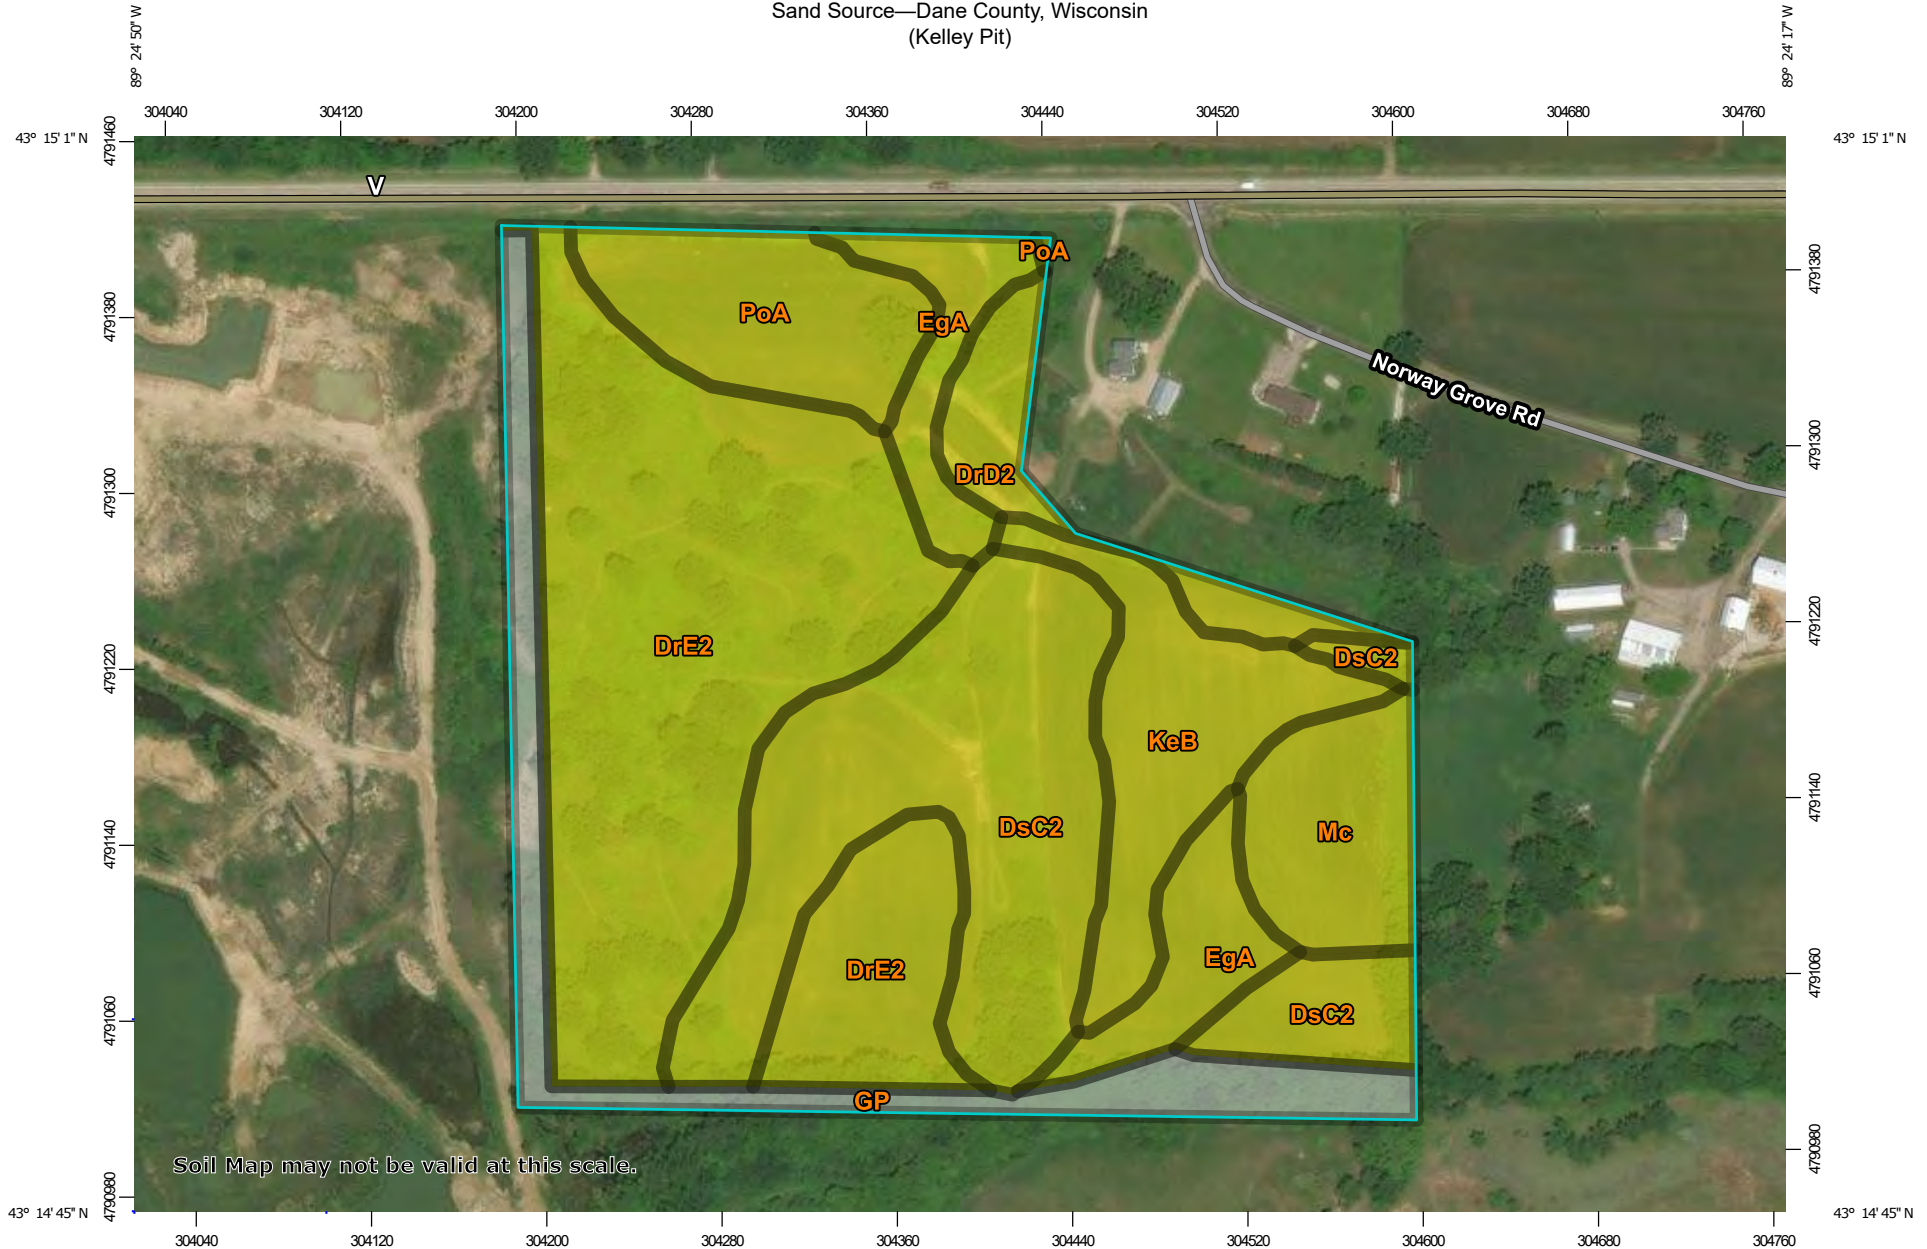 Sand Source—Dane County, Wisconsin
(Kelley Pit)
89° 24' 50'' W
89° 24' 17'' W
304040 304120 304200 304280 304360 304440 304520 304600 304680 304760
43° 15' 1'' N
43° 15' 1'' N
4791460
4791380
4791300
4791220
4791140
4791060
4790980
V
Norway Grove Rd
PoA
PoA
EgA
DrD2
DrE2
DsC2
KeB
DsC2
Mc
DrE2
EgA
DsC2
GP
4791380
4791300
4791220
4791140
4791060
4790980
Soil Map may not be valid at this scale.
43° 14' 45'' N
43° 14' 45'' N
304040 304120 304200 304280 304360 304440 304520 304600 304680 304760